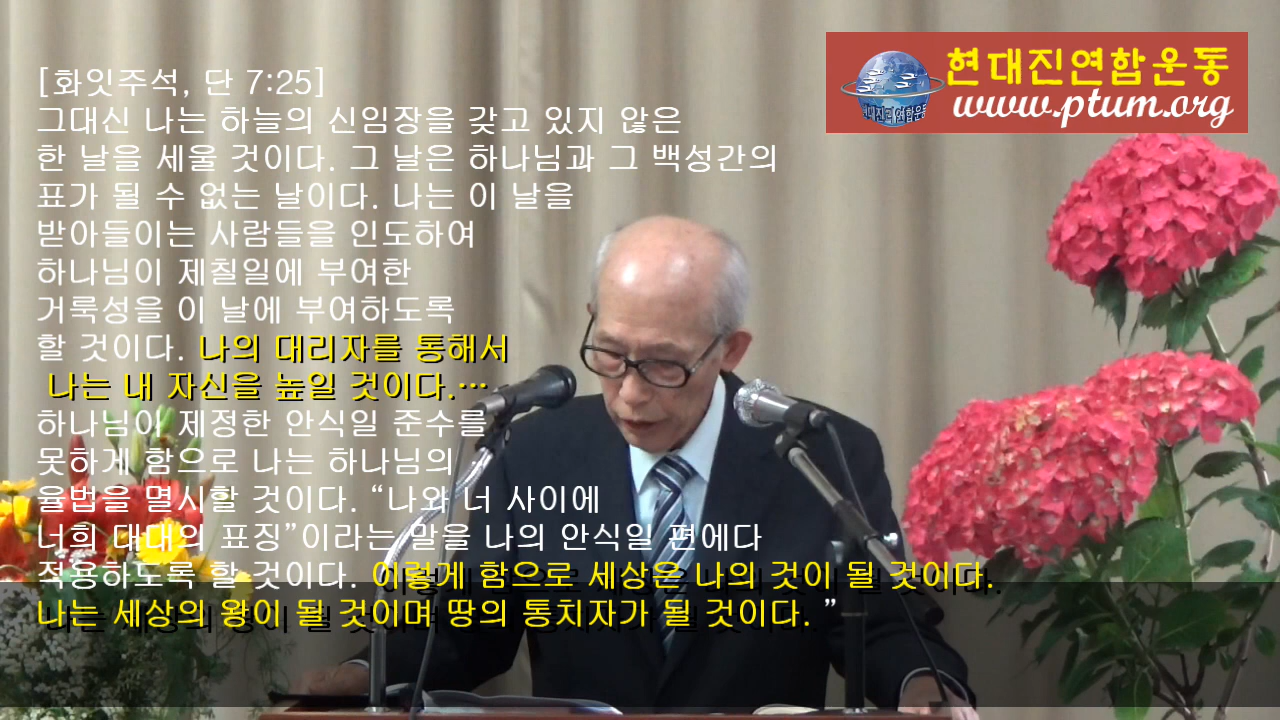 [화잇주석, 단 7:25]
그대신 나는 하늘의 신임장을 갖고 있지 않은
한 날을 세울 것이다. 그 날은 하나님과 그 백성간의
표가 될 수 없는 날이다. 나는 이 날을
받아들이는 사람들을 인도하여
하나님이 제칠일에 부여한
거룩성을 이 날에 부여하도록
할 것이다. 나의 대리자를 통해서
나는 내 자신을 높일 것이다.…
하나님이 제정한 안식일 준수를
못하게 함으로 나는 하나님의
율법을 멸시할 것이다. “나와 너 사이에
너희 대대의 표징”이라는 말을 나의 안식일 편에다
적용하도록 할 것이다. 이렇게 함으로 세상은 나의 것이 될 것이다.
나는 세상의 왕이 될 것이며 땅의 통치자가 될 것이다. ”
현대진연합운동
www.ptum.org
현대진리연합운동